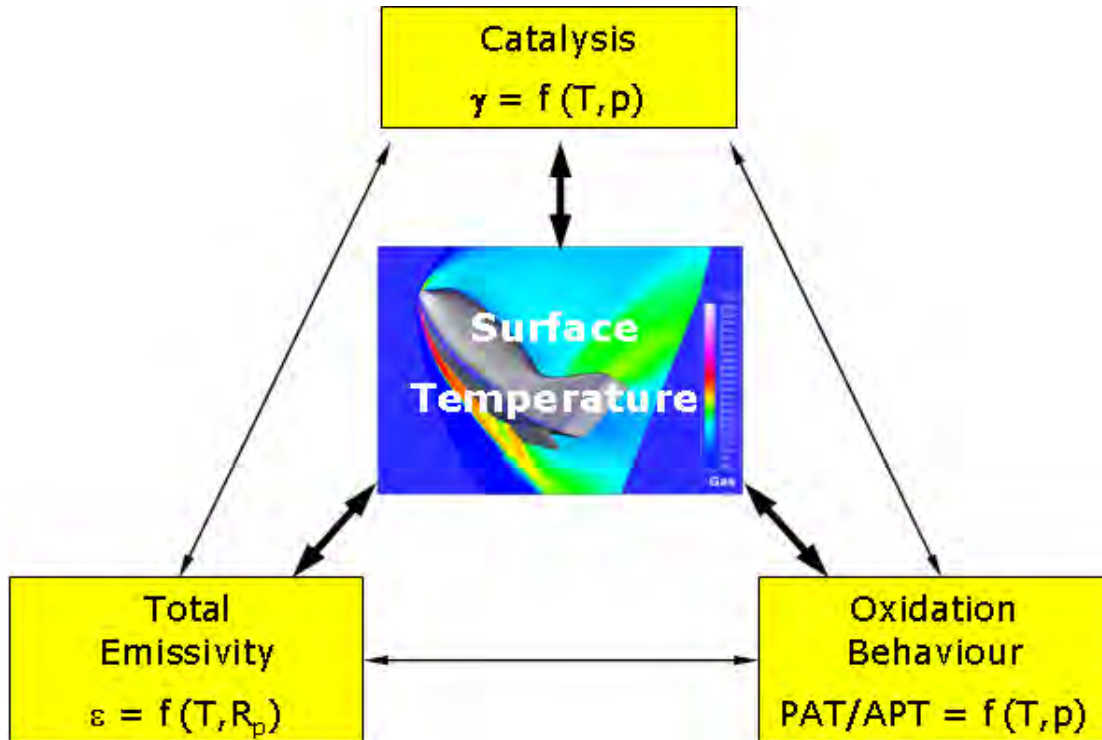 Catalysis
γ = f (T,p)
Surface
Temperature
Gas
Total
Emissivity
ε = f (T,Rₚ)
Oxidation
Behaviour
PAT/APT = f (T,p)